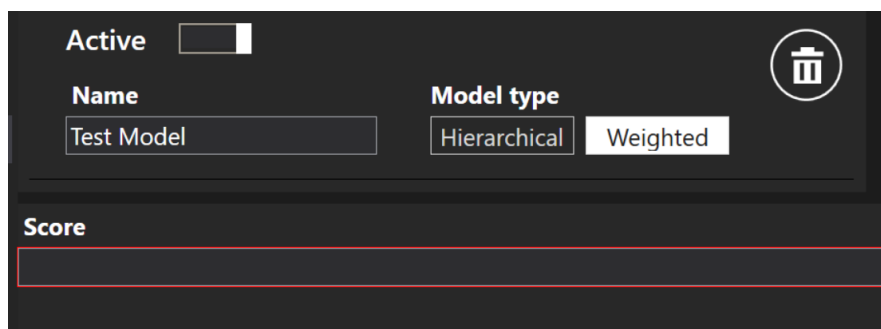 Active
Name
Model type
Test Model
Hierarchical
Weighted
Score